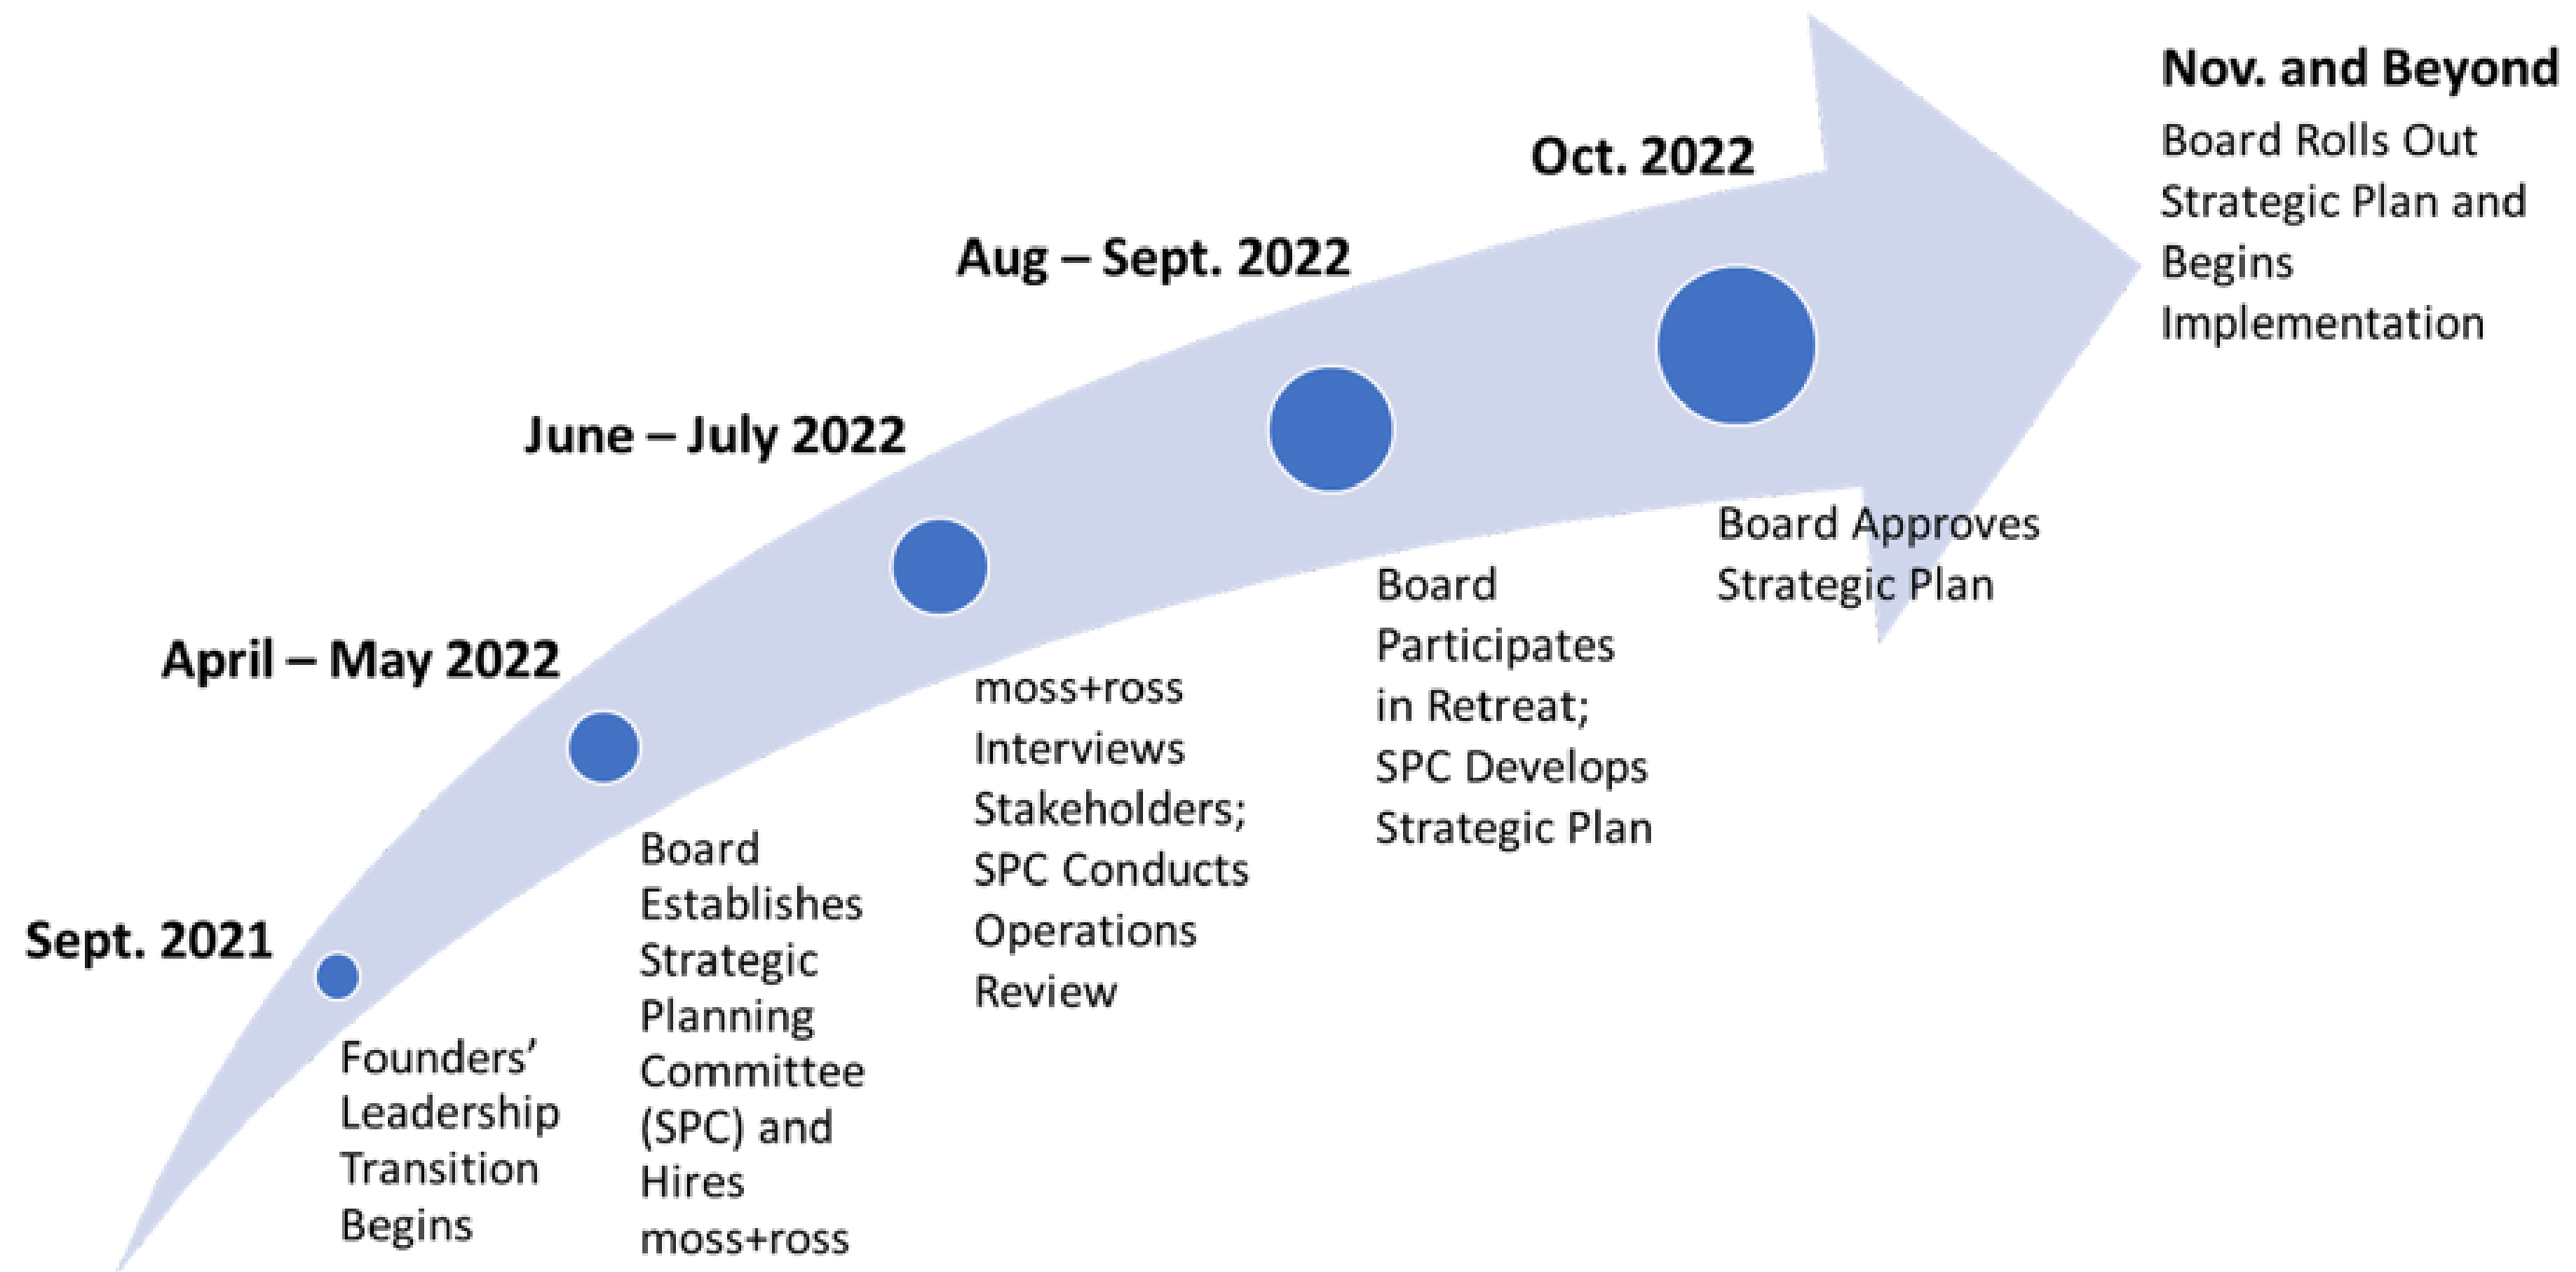 Sept. 2021
Founders’
Leadership
Transition
Begins
April – May 2022
Board
Establishes
Strategic
Planning
Committee
(SPC) and
Hires
moss+ross
June – July 2022
moss+ross
Interviews
Stakeholders;
SPC Conducts
Operations
Review
Aug – Sept. 2022
Board
Participates
in Retreat;
SPC Develops
Strategic Plan
Oct. 2022
Board Approves
Strategic Plan
Nov. and Beyond
Board Rolls Out
Strategic Plan and
Begins
Implementation